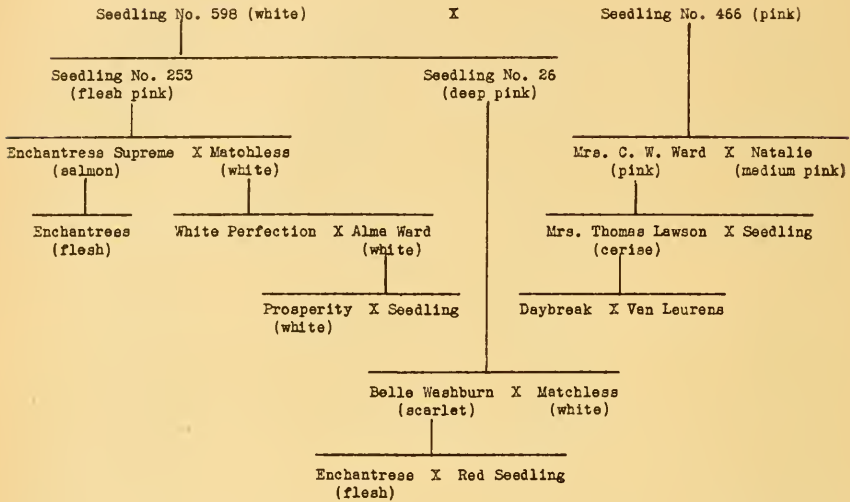 Seedling No. 598 (white) X Seedling No. 466 (pink)
Seedling No. 253 Seedling No. 26
(flesh pink) (deep pink)
Enchantress Supreme X Matchless Mrs. C. W. Ward X Natalie
(salmon) (white) (pink) (medium pink)
Enchantress White Perfection X Alma Ward Mrs. Thomas Lawson X Seedling
(flesh) (white) (cerise)
Prosperity X Seedling Daybreak X Van Leurens
(white)
Belle Washburn X Matchless
(scarlet) (white)
Enchantress X Red Seedling
(flesh)